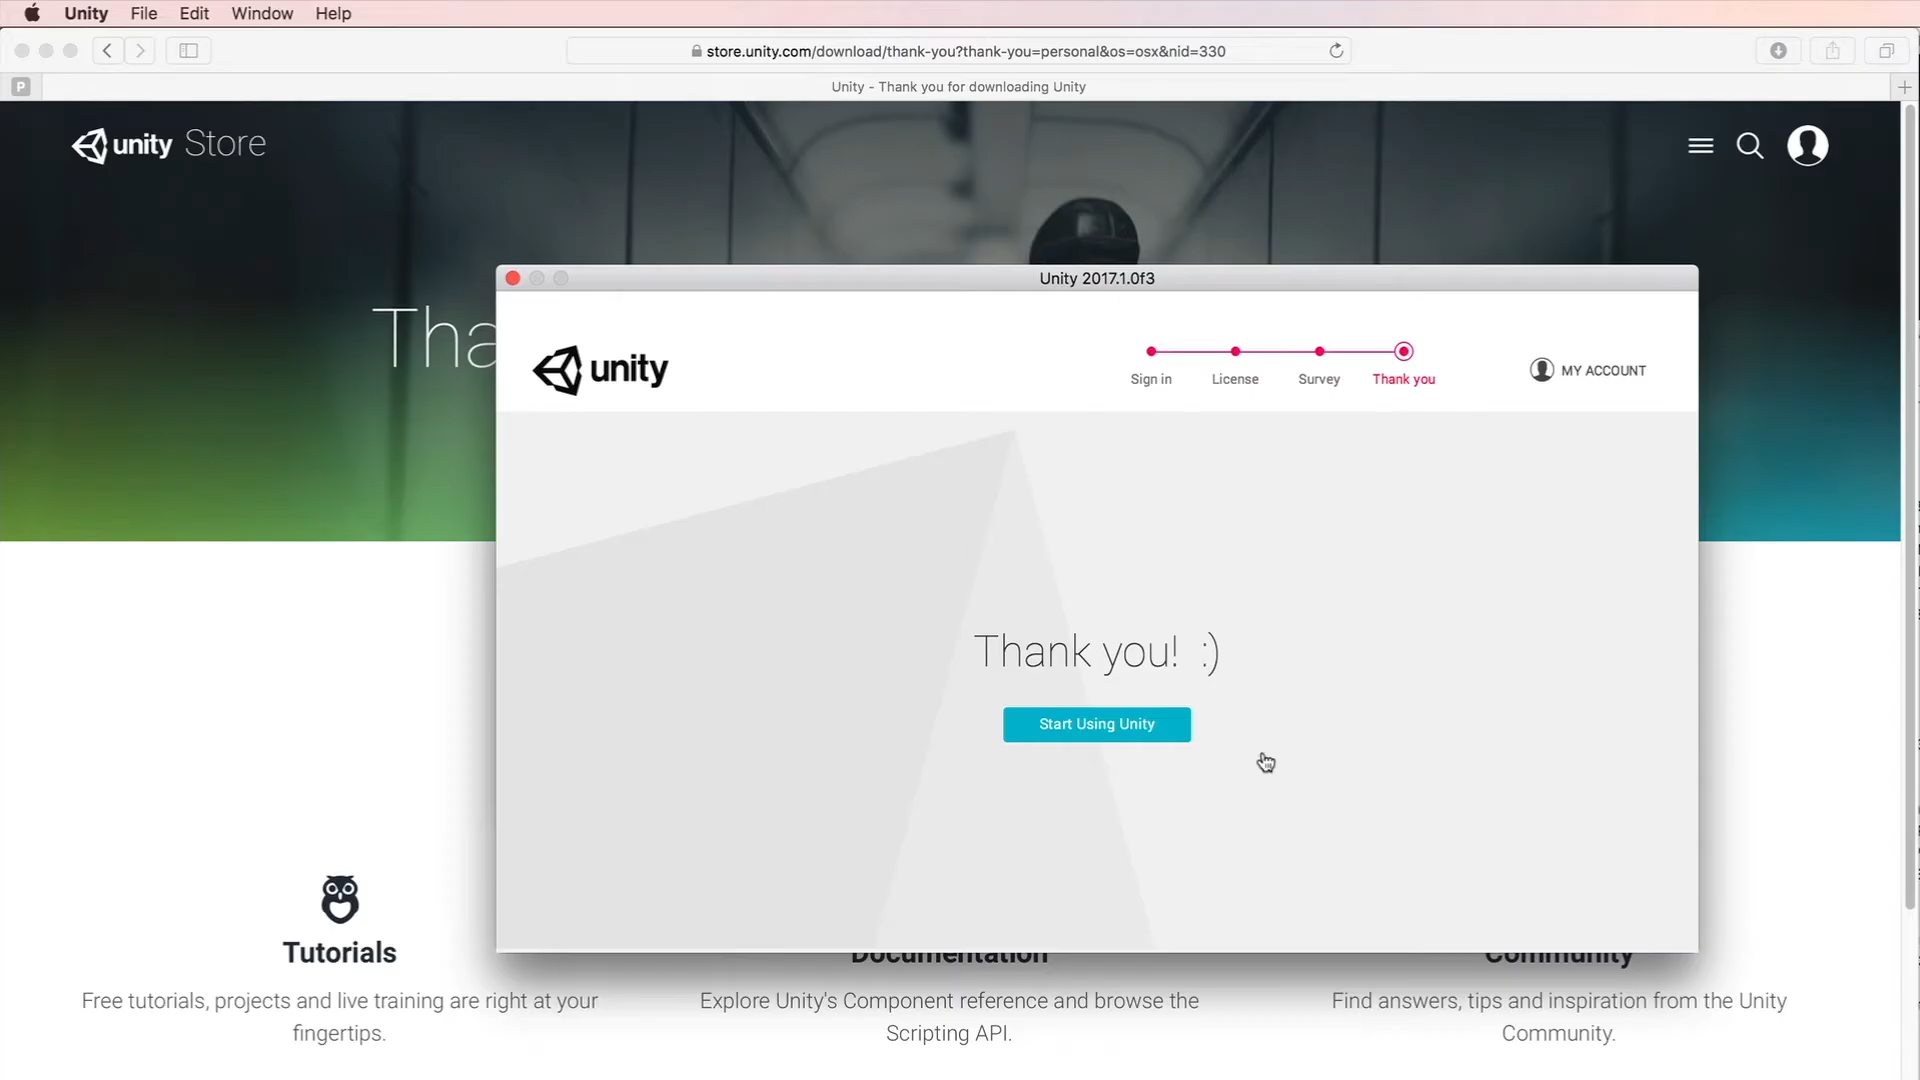 Unity File Edit Window Help
store.unity.com/download/thank-you?thank-you=personal&os=osx&nid=330
P
Unity - Thank you for downloading Unity
unity Store
Tha
Unity 2017.1.0f3
unity
Sign in License Survey Thank you
MY ACCOUNT
Thank you! :)
Start Using Unity
Tutorials
Documentation
Community
Free tutorials, projects and live training are right at your
fingertips.
Explore Unity's Component reference and browse the
Scripting API.
Find answers, tips and inspiration from the Unity
Community.